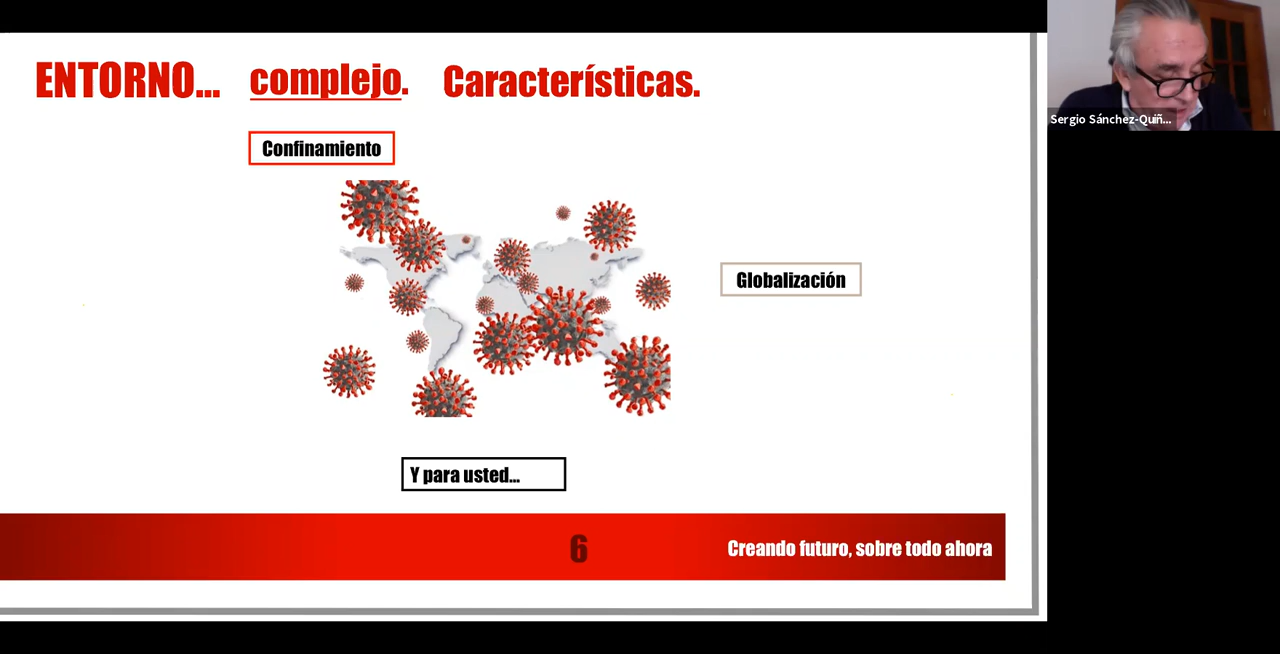 ENTORNO... complejo. Características.
Confinamiento
Globalización
Y para usted...
6
Creando futuro, sobre todo ahora
Sergio Sánchez-Quiñ...